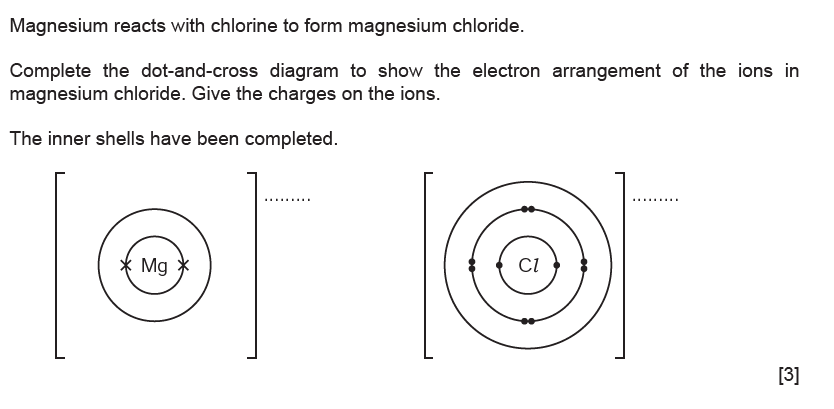 Magnesium reacts with chlorine to form magnesium chloride.
Complete the dot-and-cross diagram to show the electron arrangement of the ions in
magnesium chloride. Give the charges on the ions.
The inner shells have been completed.
.........
.........
Mg
Cl
[3]